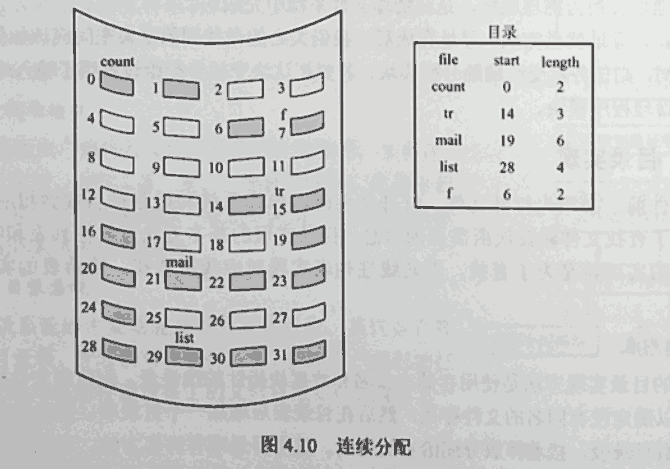 count
0 1 2 3
f
4 5 6 7
8 9 10 11
tr
12 13 14 15
16 17 18 19
mail
20 21 22 23
24 25 26 27
list
28 29 30 31
目录
file start length
count 0 2
tr 14 3
mail 19 6
list 28 4
f 6 2
图 4.10 连续分配